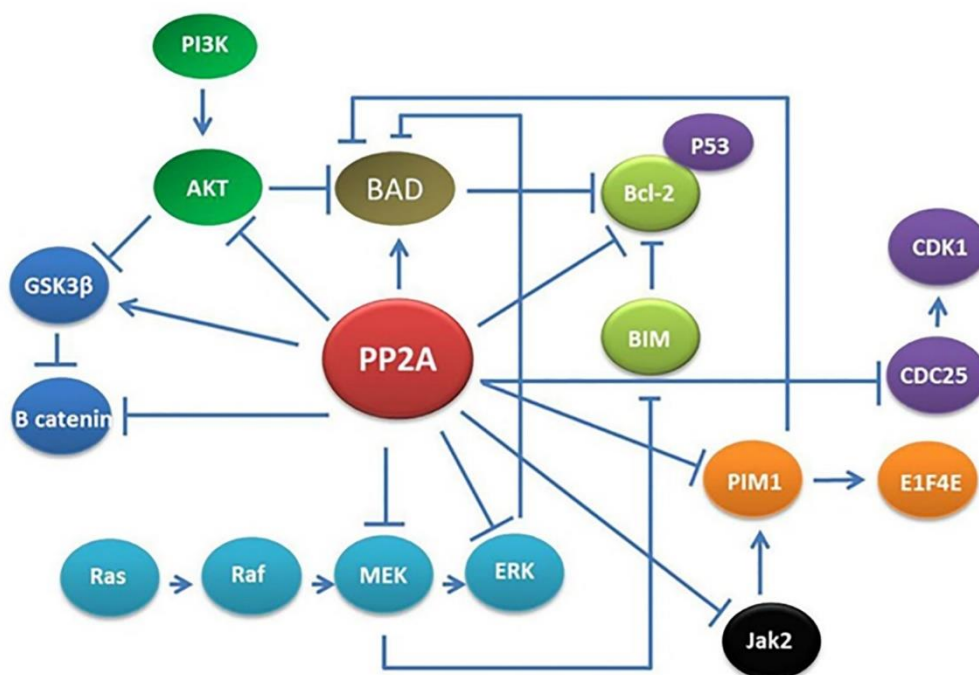 PI3K
P53
AKT
BAD
Bcl-2
CDK1
GSK3β
BIM
PP2A
CDC25
B catenin
PIM1
E1F4E
Ras
Raf
MEK
ERK
Jak2